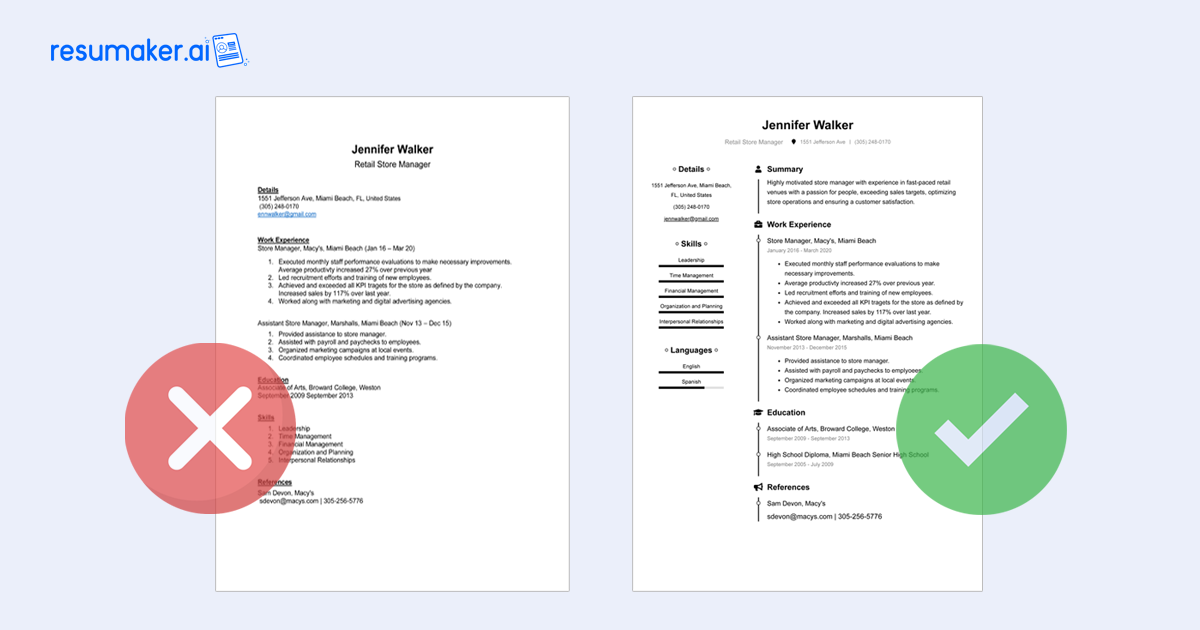 resumaker.ai
Jennifer Walker
Retail Store Manager
Details
1551 Jefferson Ave, Miami Beach, FL, United States
(305) 248-0170
ennwalker@gmail.com
Work Experience
Store Manager, Macy's, Miami Beach (Jan 16 – Mar 20)
1. Executed monthly staff performance evaluations to make necessary improvements.
Average productivty increased 27% over previous year
2. Led recruitment efforts and training of new employees.
3. Achieved and exceeded all KPI tragets for the store as defined by the company.
Increased sales by 117% over last year.
4. Worked along with marketing and digital advertising agencies.
Assistant Store Manager, Marshalls, Miami Beach (Nov 13 – Dec 15)
1. Provided assistance to store manager.
2. Assisted with payroll and paychecks to employees.
3. Organized marketing campaigns at local events.
4. Coordinated employee schedules and training programs.
Education
Associate of Arts, Broward College, Weston
September 2009 September 2013
Skills
1. Leadership
2. Time Management
3. Financial Management
4. Organization and Planning
5. Interpersonal Relationships
References
Sam Devon, Macy's
sdevon@macys.com | 305-256-5776
Jennifer Walker
Retail Store Manager 1551 Jefferson Ave | (305) 248-0170
Details
1551 Jefferson Ave, Miami Beach,
FL, United States
(305) 248-0170
jennwalker@gmail.com
Skills
Leadership
Time Management
Financial Management
Organization and Planning
Interpersonal Relationships
Languages
English
Spanish
Summary
Highly motivated store manager with experience in fast-paced retail
venues with a passion for people, exceeding sales targets, optimizing
store operations and ensuring a customer satisfaction.
Work Experience
Store Manager, Macy's, Miami Beach
January 2016 - March 2020
• Executed monthly staff performance evaluations to make
necessary improvements.
• Average productivty increased 27% over previous year.
• Led recruitment efforts and training of new employees.
• Achieved and exceeded all KPI tragets for the store as defined by
the company. Increased sales by 117% over last year.
• Worked along with marketing and digital advertising agencies.
Assistant Store Manager, Marshalls, Miami Beach
November 2013 - December 2015
• Provided assistance to store manager.
• Assisted with payroll and paychecks to employees.
• Organized marketing campaigns at local events.
• Coordinated employee schedules and training programs.
Education
Associate of Arts, Broward College, Weston
September 2009 - September 2013
High School Diploma, Miami Beach Senior High School
September 2005 - July 2009
References
Sam Devon, Macy's
sdevon@macys.com | 305-256-5776